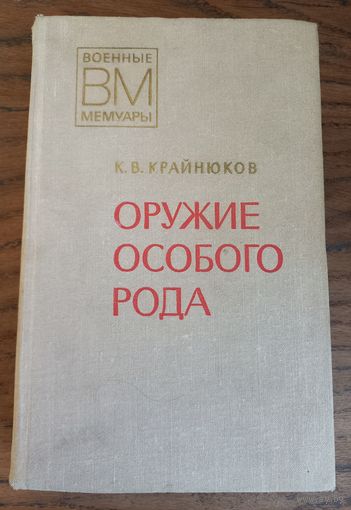 ВОЕННЫЕ
ВМ
МЕМУАРЫ
К. В. КРАЙНЮКОВ
ОРУЖИЕ
ОСОБОГО
РОДА